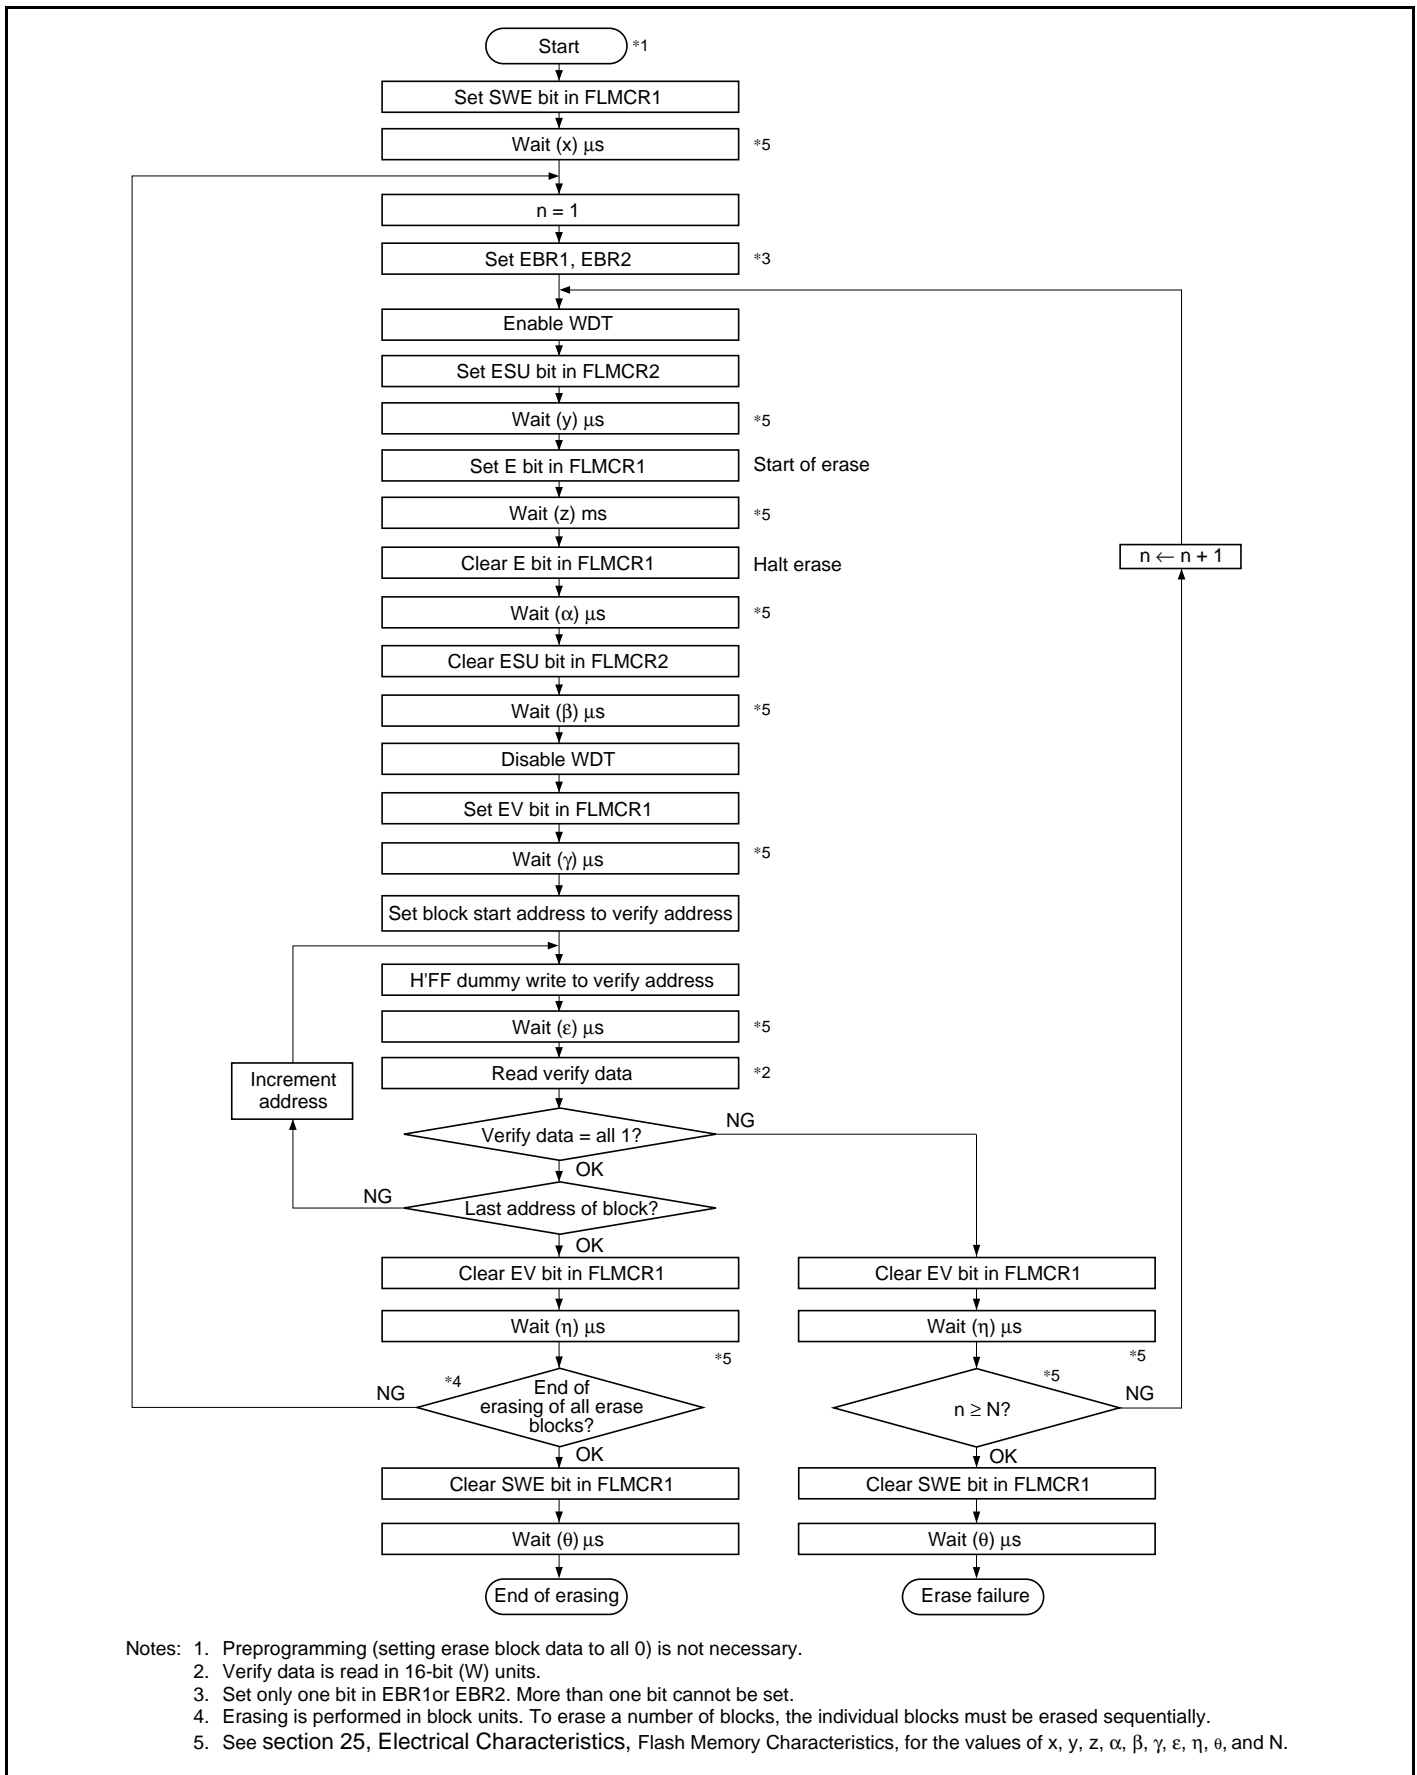 Start *1
Set SWE bit in FLMCR1
Wait (x) μs *5
n = 1
Set EBR1, EBR2 *3
Enable WDT
Set ESU bit in FLMCR2
Wait (y) μs *5
Set E bit in FLMCR1 Start of erase
Wait (z) ms *5
n ← n + 1
Clear E bit in FLMCR1 Halt erase
Wait (α) μs *5
Clear ESU bit in FLMCR2
Wait (β) μs *5
Disable WDT
Set EV bit in FLMCR1
Wait (γ) μs *5
Set block start address to verify address
H'FF dummy write to verify address
Wait (ε) μs *5
Read verify data *2
Increment
address
Verify data = all 1? NG
OK
NG Last address of block?
OK
Clear EV bit in FLMCR1 Clear EV bit in FLMCR1
Wait (η) μs Wait (η) μs
*5 *5
NG *4 *5 NG
End of
erasing of all erase
blocks?
n ≥ N?
OK OK
Clear SWE bit in FLMCR1 Clear SWE bit in FLMCR1
Wait (θ) μs Wait (θ) μs
End of erasing Erase failure
Notes: 1. Preprogramming (setting erase block data to all 0) is not necessary.
2. Verify data is read in 16-bit (W) units.
3. Set only one bit in EBR1or EBR2. More than one bit cannot be set.
4. Erasing is performed in block units. To erase a number of blocks, the individual blocks must be erased sequentially.
5. See section 25, Electrical Characteristics, Flash Memory Characteristics, for the values of x, y, z, α, β, γ, ε, η, θ, and N.